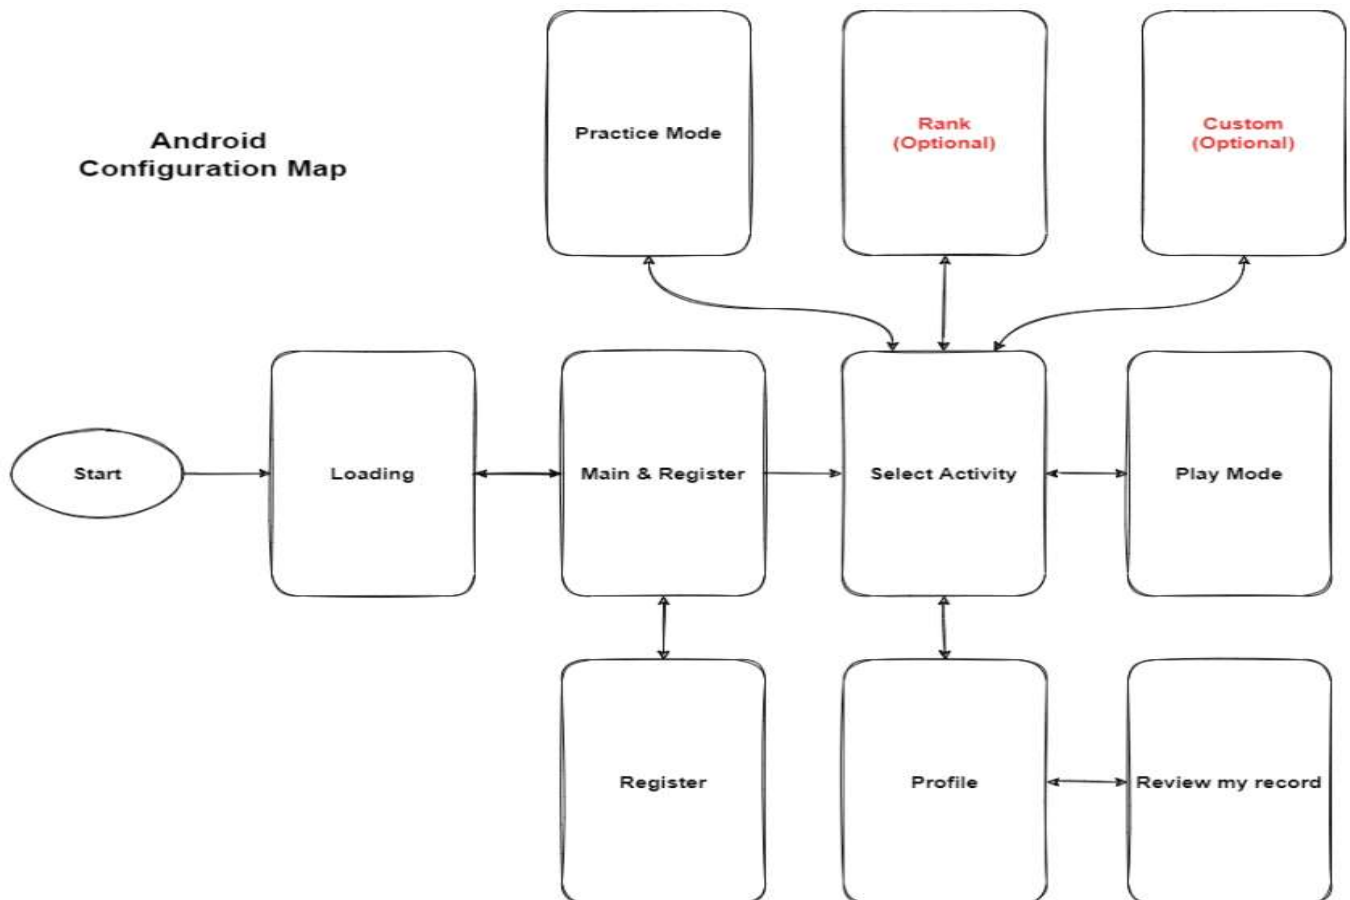 Android
Configuration Map
Practice Mode
Rank
(Optional)
Custom
(Optional)
Start
Loading
Main & Register
Select Activity
Play Mode
Register
Profile
Review my record